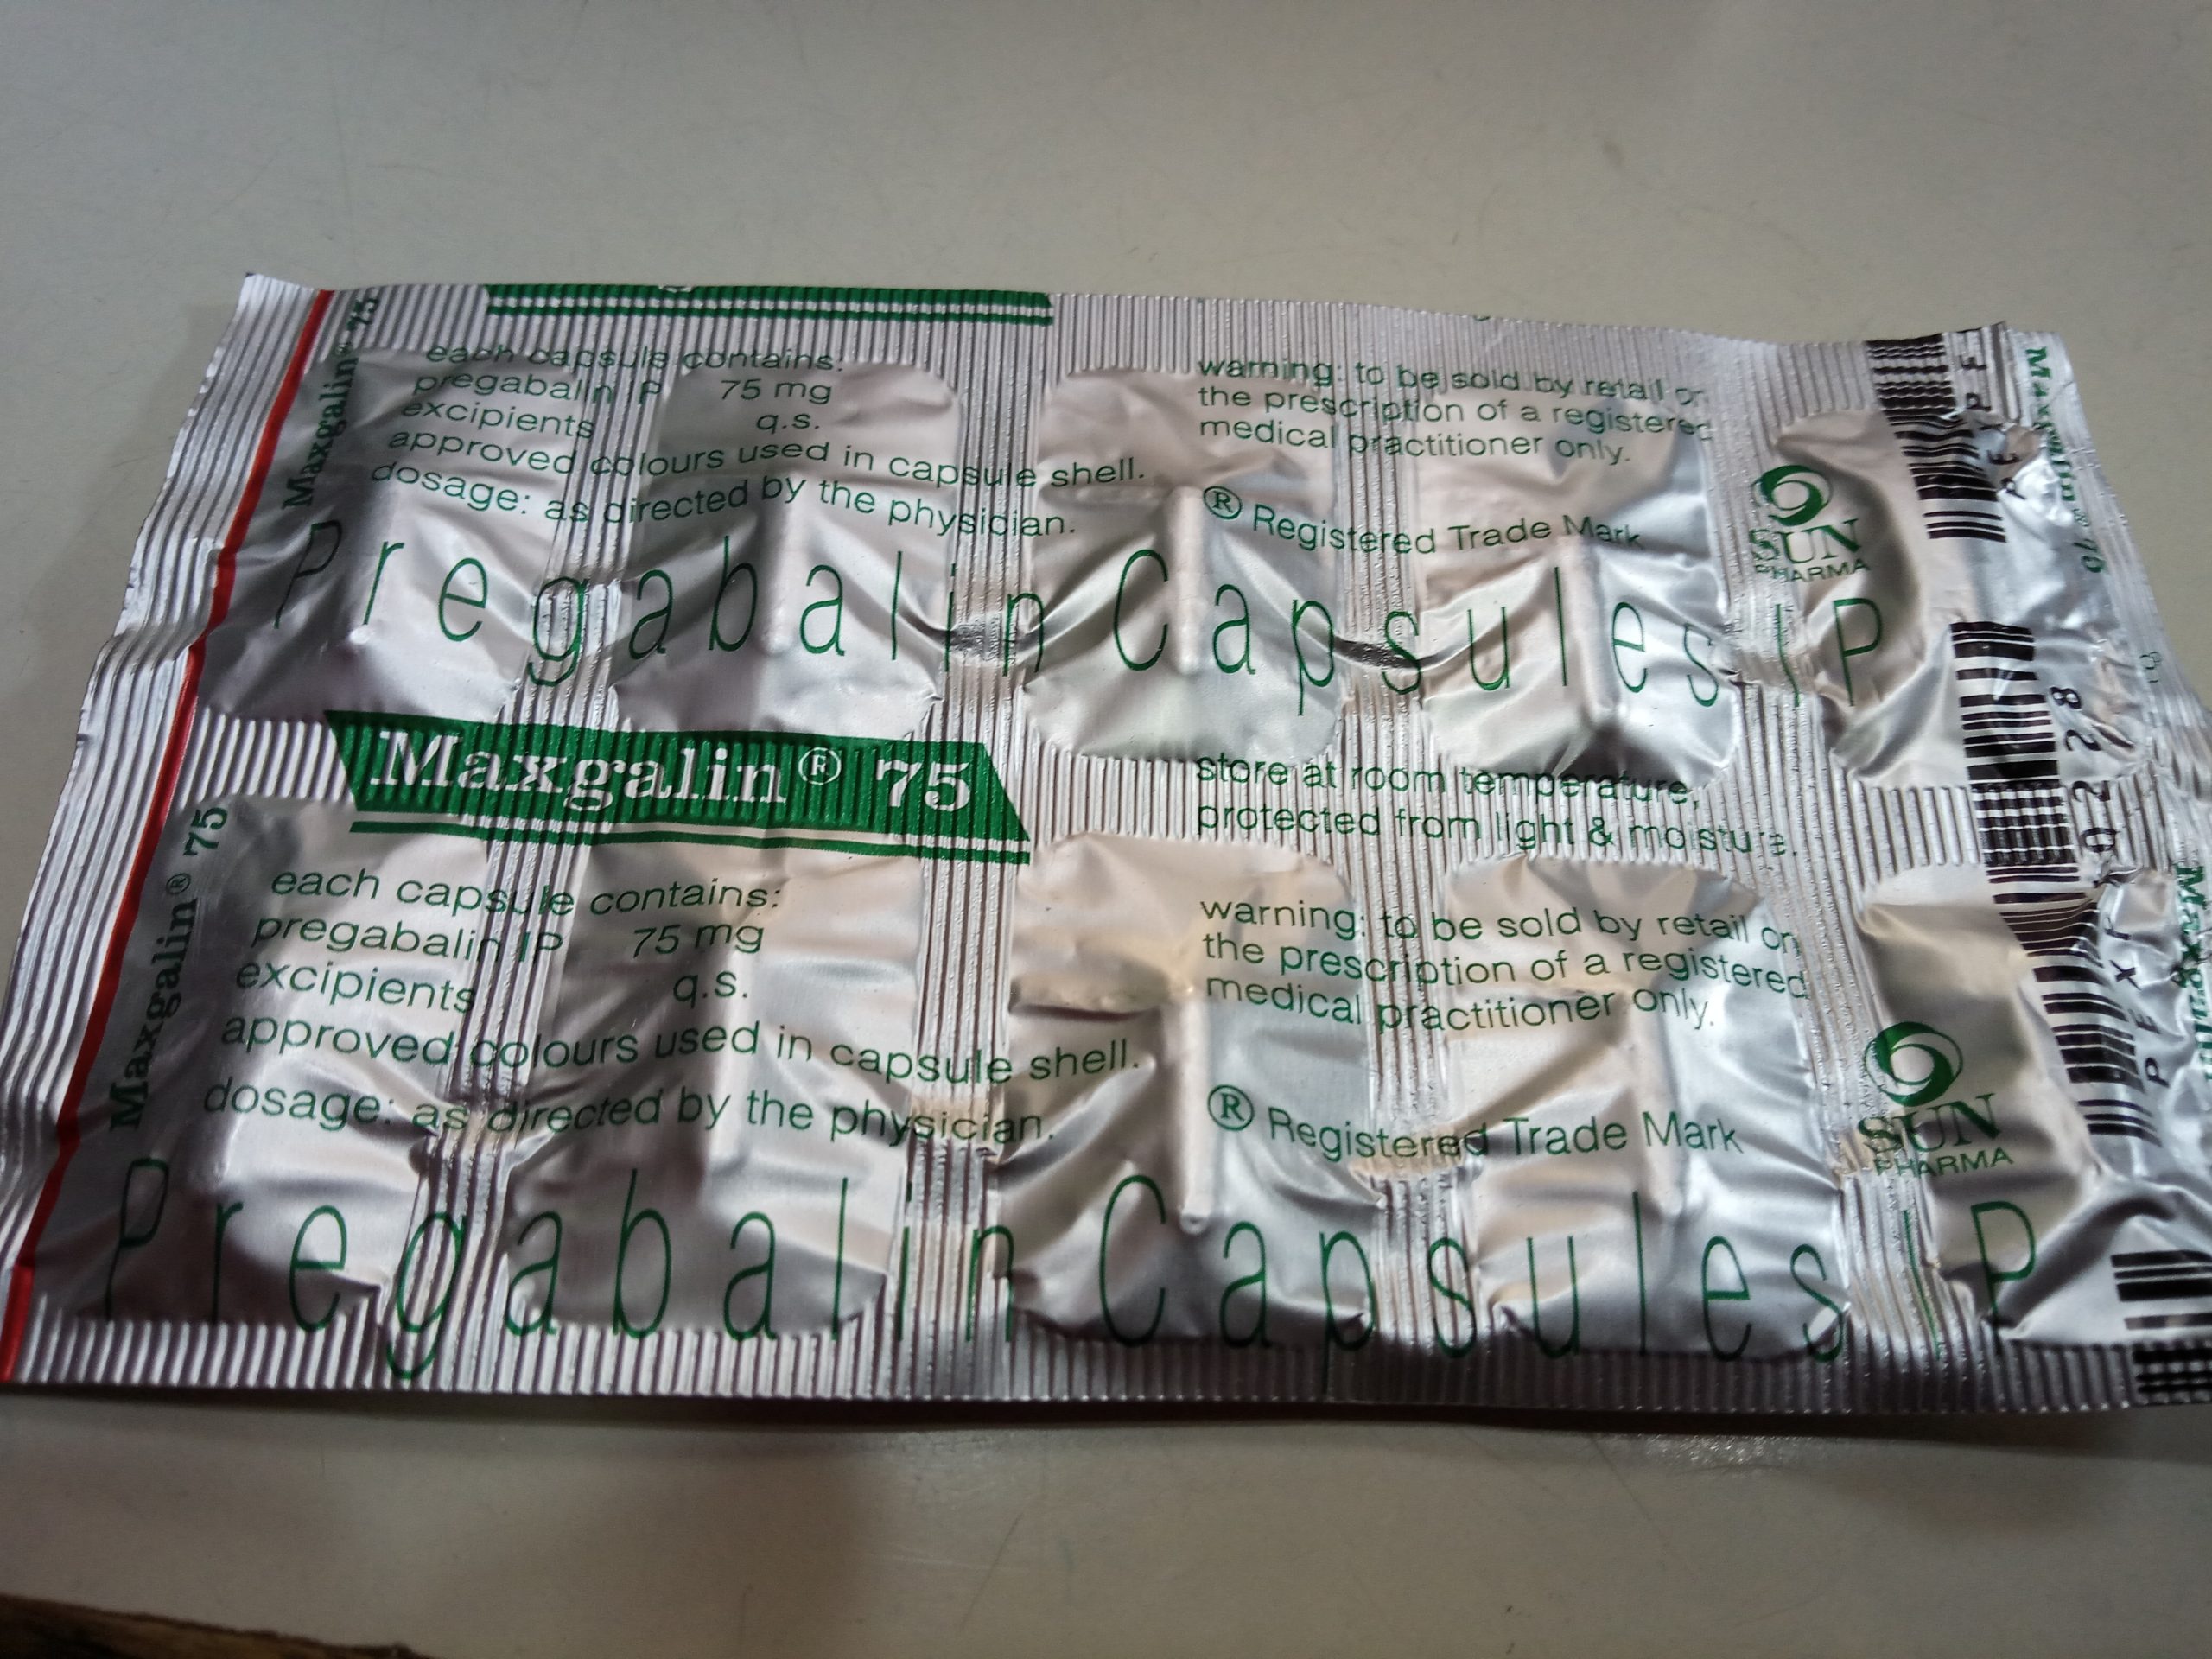 Maxgalin® 75
each capsule contains:
pregabalin IP 75 mg
excipients q.s.
approved colours used in capsule shell.
dosage: as directed by the physician.
warning: to be sold by retail on
the prescription of a registered
medical practitioner only.
® Registered Trade Mark
SUN
PHARMA
Pregabalin Capsules IP
Maxgalin® 75
store at room temperature,
protected from light & moisture.
Maxgalin® 75
each capsule contains:
pregabalin IP 75 mg
excipients q.s.
approved colours used in capsule shell.
dosage: as directed by the physician.
warning: to be sold by retail on
the prescription of a registered
medical practitioner only.
® Registered Trade Mark
SUN
PHARMA
Pregabalin Capsules IP
0228